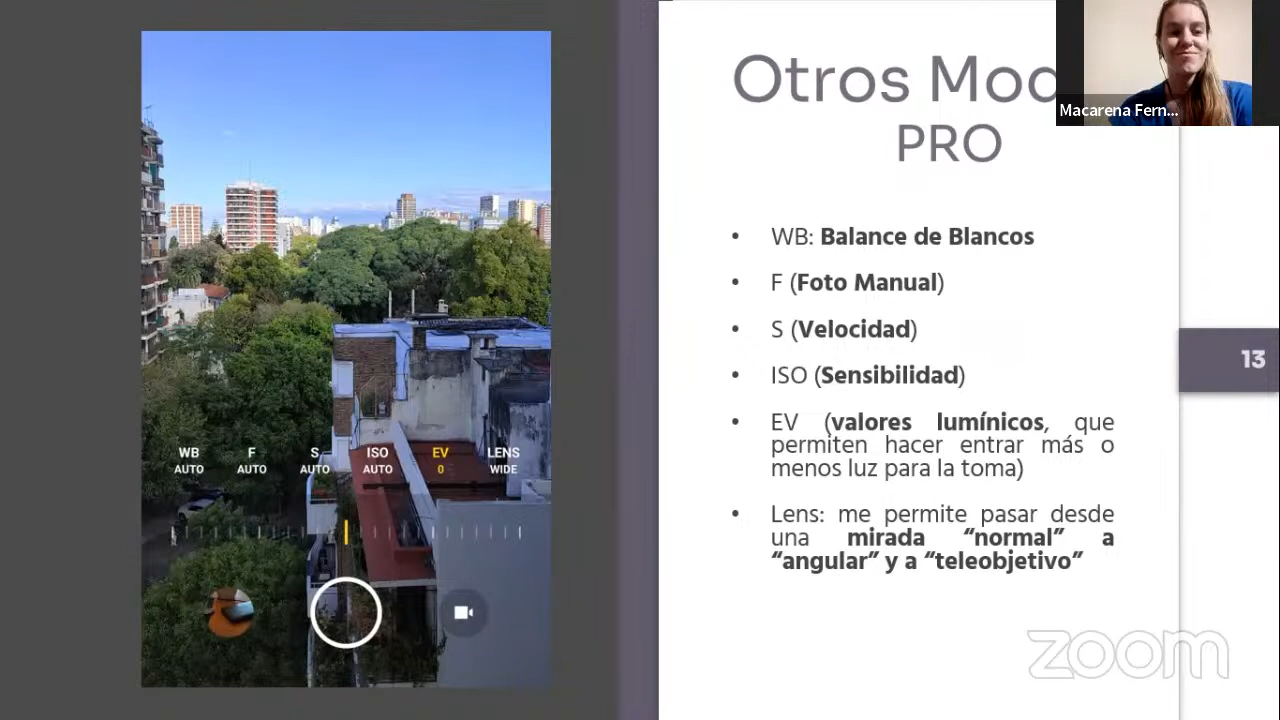 WB F S ISO EV LENS
AUTO AUTO AUTO AUTO 0 WIDE
Otros Mod
PRO
• WB: Balance de Blancos
• F (Foto Manual)
• S (Velocidad)
• ISO (Sensibilidad)
• EV (valores lumínicos, que
permiten hacer entrar más o
menos luz para la toma)
• Lens: me permite pasar desde
una mirada “normal” a
“angular” y a “teleobjetivo”
Macarena Fern...
13
zoom